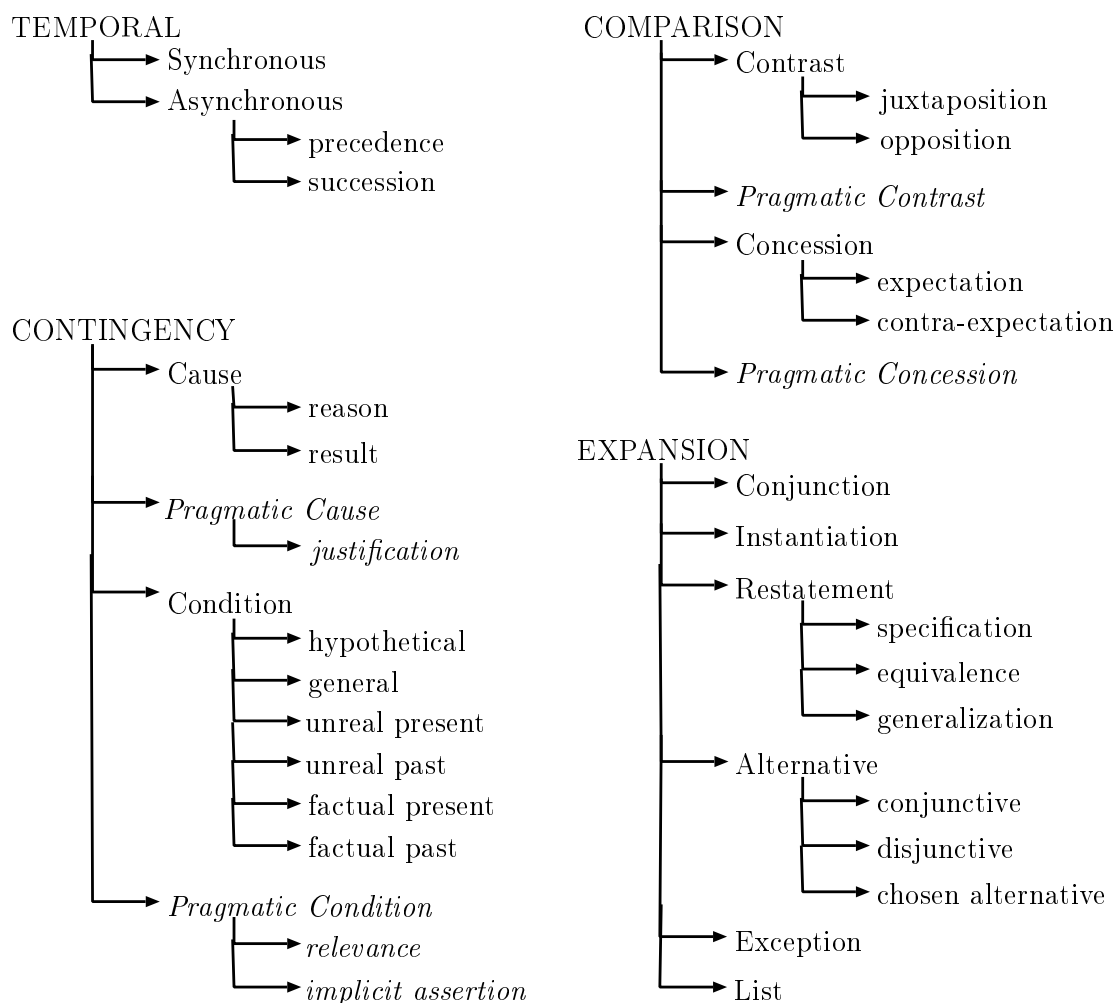 TEMPORAL
Synchronous
Asynchronous
precedence
succession
CONTINGENCY
Cause
reason
result
Pragmatic Cause
justification
Condition
hypothetical
general
unreal present
unreal past
factual present
factual past
Pragmatic Condition
relevance
implicit assertion
COMPARISON
Contrast
juxtaposition
opposition
Pragmatic Contrast
Concession
expectation
contra-expectation
Pragmatic Concession
EXPANSION
Conjunction
Instantiation
Restatement
specification
equivalence
generalization
Alternative
conjunctive
disjunctive
chosen alternative
Exception
List